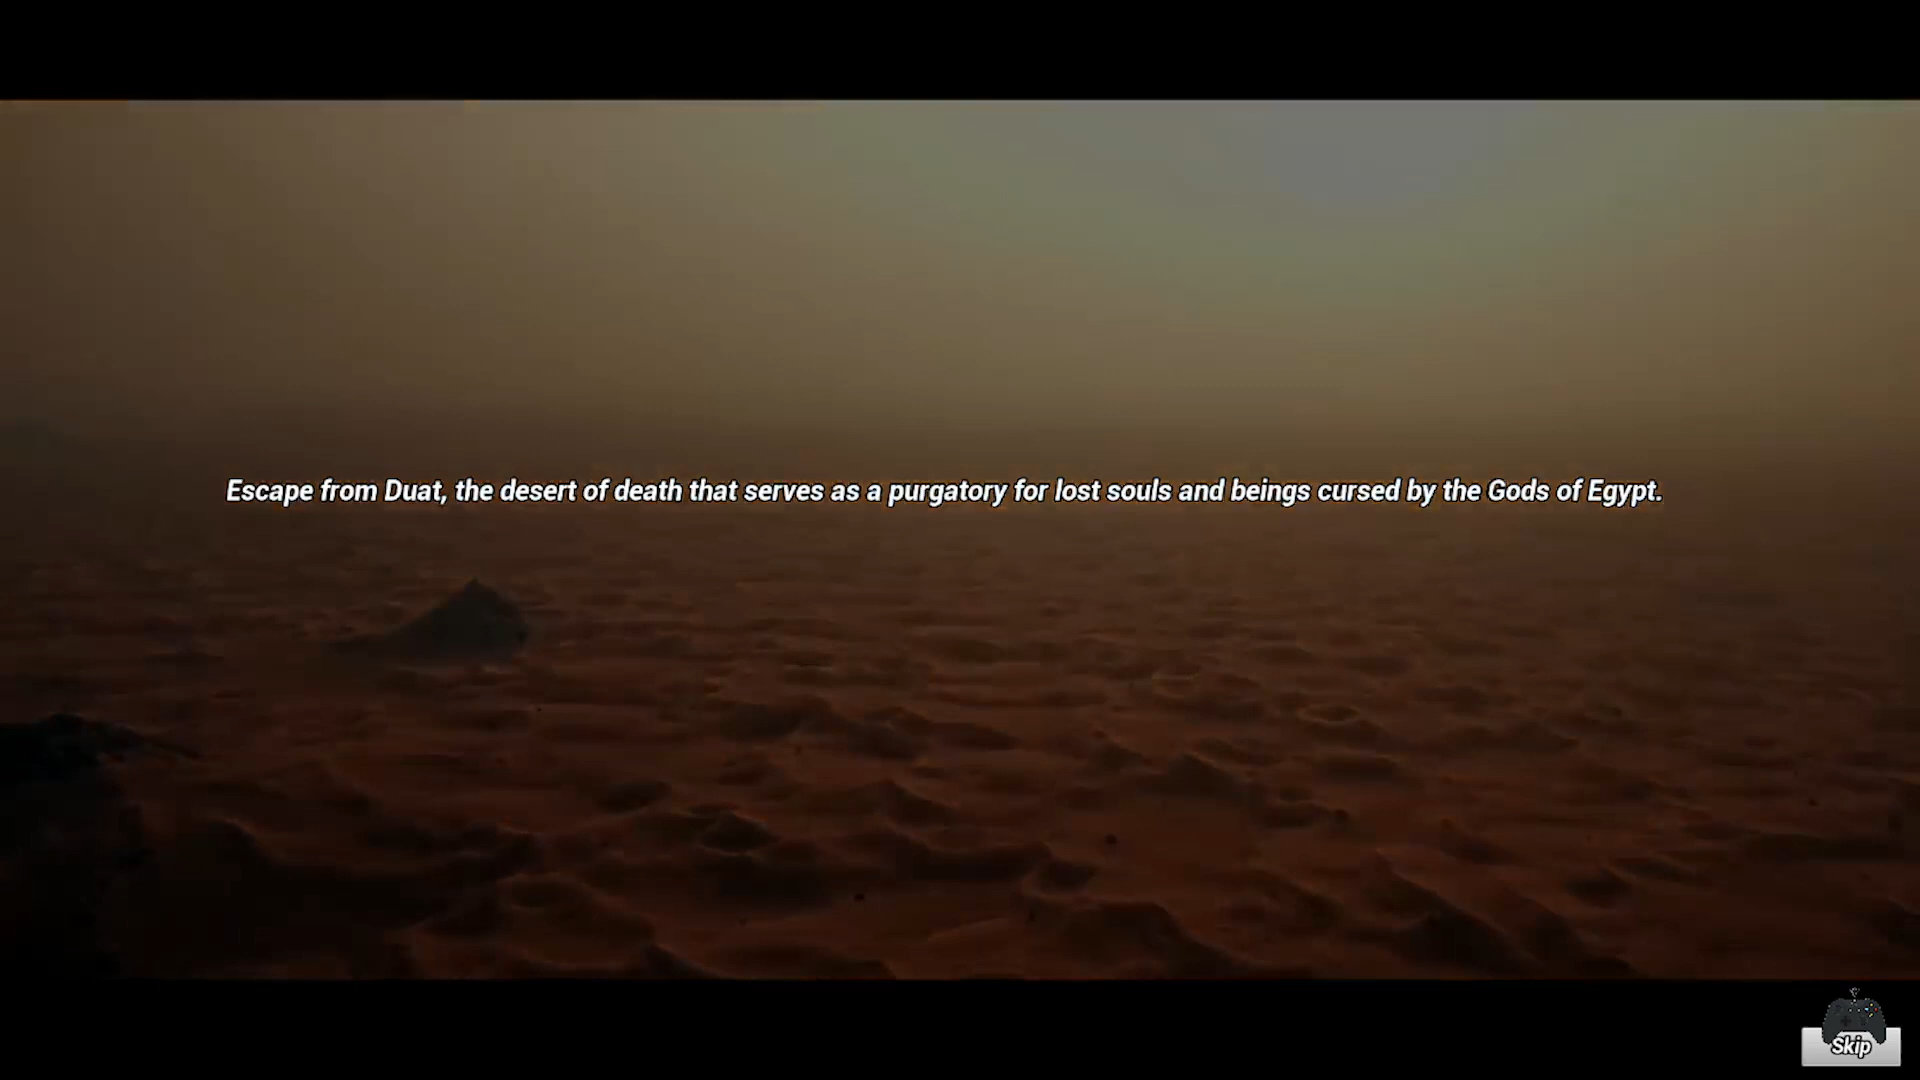 Escape from Duat, the desert of death that serves as a purgatory for lost souls and beings cursed by the Gods of Egypt.
Skip